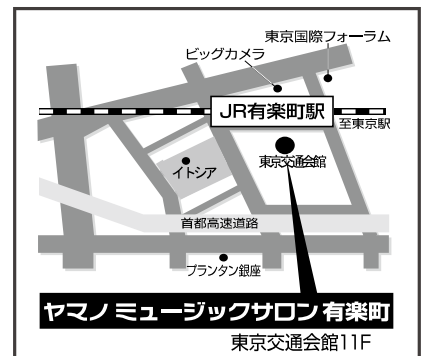 東京国際フォーラム
ビッグカメラ
JR有楽町駅
至東京駅
東京交通会館
イトシア
首都高速道路
プランタン銀座
ヤマノ ミュージックサロン 有楽町
東京交通会館11F